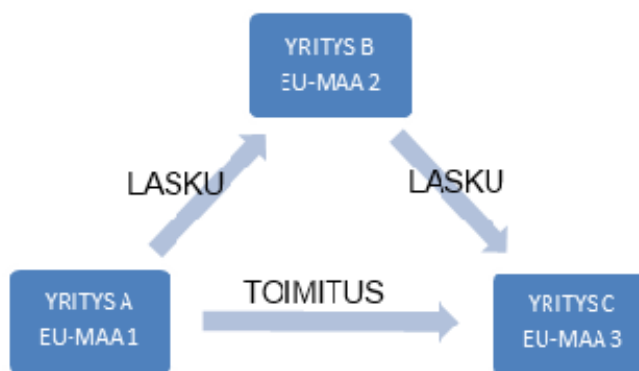 YRITYS B
EU-MAA 2
LASKU
LASKU
YRITYS A
EU-MAA 1
TOIMITUS
YRITYS C
EU-MAA 3